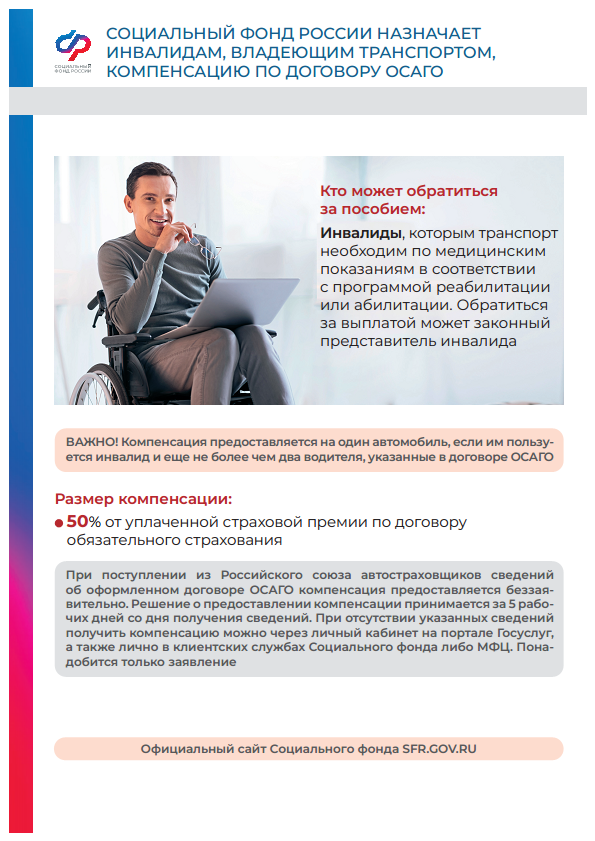 СОЦИАЛЬНЫЙ ФОНД РОССИИ НАЗНАЧАЕТ
ИНВАЛИДАМ, ВЛАДЕЮЩИМ ТРАНСПОРТОМ,
КОМПЕНСАЦИЮ ПО ДОГОВОРУ ОСАГО
СОЦИАЛЬНЫЙ
ФОНД РОССИИ
Кто может обратиться
за пособием:
Инвалиды, которым транспорт
необходим по медицинским
показаниям в соответствии
с программой реабилитации
или абилитации. Обратиться
за выплатой может законный
представитель инвалида
ВАЖНО! Компенсация предоставляется на один автомобиль, если им пользу-
ется инвалид и еще не более чем два водителя, указанные в договоре ОСАГО
Размер компенсации:
50% от уплаченной страховой премии по договору
обязательного страхования
При поступлении из Российского союза автостраховщиков сведений
об оформленном договоре ОСАГО компенсация предоставляется беззая-
вительно. Решение о предоставлении компенсации принимается за 5 рабо-
чих дней со дня получения сведений. При отсутствии указанных сведений
получить компенсацию можно через личный кабинет на портале Госуслуг,
а также лично в клиентских службах Социального фонда либо МФЦ. Пона-
добится только заявление
Официальный сайт Социального фонда SFR.GOV.RU